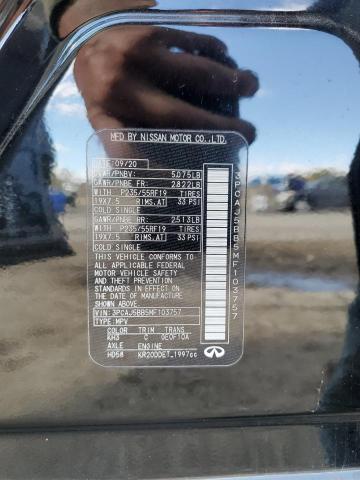 MFD BY NISSAN MOTOR CO.,LTD.
DATE: 09/20
GVWR/PNBV: 5075LB
GAWR/PNBE FR: 2822LB
WITH P235/55RF19 TIRES
19X7.5 RIMS,AT 33 PSI
COLD SINGLE
GAWR/PNBE RR: 2513LB
WITH P235/55RF19 TIRES
19X7.5 RIMS,AT 33 PSI
COLD SINGLE
THIS VEHICLE CONFORMS TO
ALL APPLICABLE FEDERAL
MOTOR VEHICLE SAFETY
AND THEFT PREVENTION
STANDARDS IN EFFECT ON
THE DATE OF MANUFACTURE
SHOWN ABOVE.
VIN: 3PCAJ5BB5MF103757
TYPE: MPV
COLOR TRIM TRANS
KH3 G 0E0F10A
AXLE ENGINE
HD58 KR20DDET 1997cc
3PCAJ5BB5MF103757